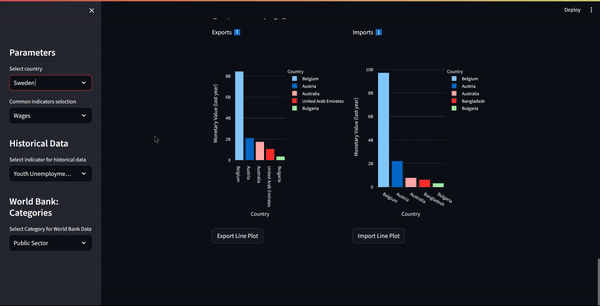 Deploy
Parameters
Select country
Sweden
Common indicators selection
Wages
Historical Data
Select indicator for historical data
Youth Unemployme...
World Bank:
Categories
Select Category for World Bank Data
Public Sector
Exports
Imports
Monetary Value (last year)
8B
6B
4B
2B
0
Belgium
Austria
Australia
United Arab Emirates
Bulgaria
Country
Country
Belgium
Austria
Australia
United Arab Emirates
Bulgaria
Export Line Plot
Monetary Value (last year)
10B
8B
6B
4B
2B
0
Belgium
Austria
Australia
Bangladesh
Bulgaria
Country
Country
Belgium
Austria
Australia
Bangladesh
Bulgaria
Import Line Plot